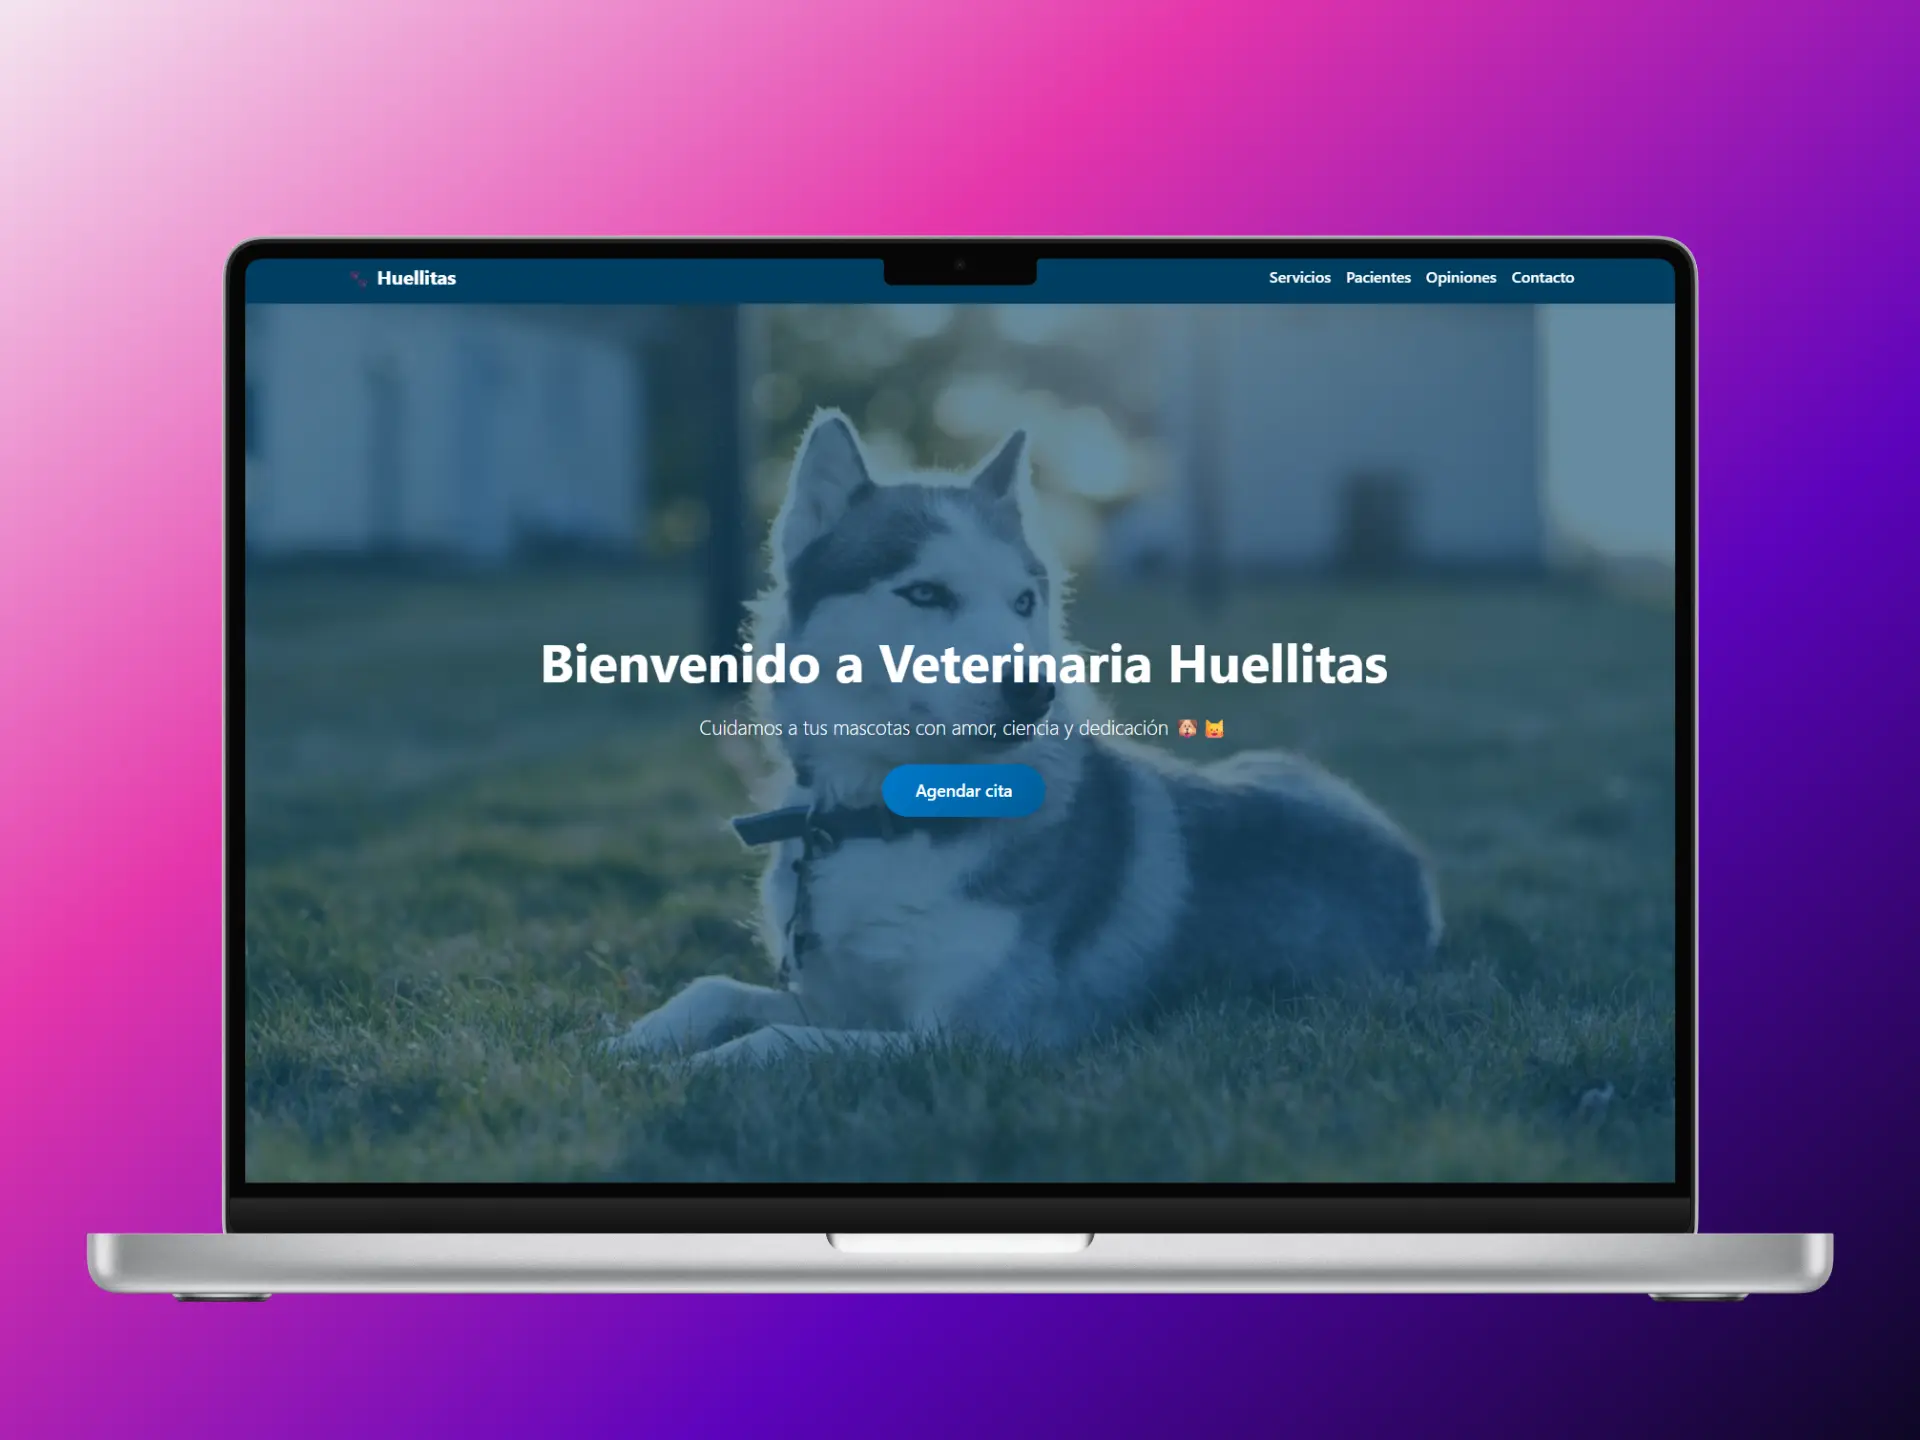 Huellitas
Servicios Pacientes Opiniones Contacto
Bienvenido a Veterinaria Huellitas
Cuidamos a tus mascotas con amor, ciencia y dedicación 🐶 🐱
Agendar cita